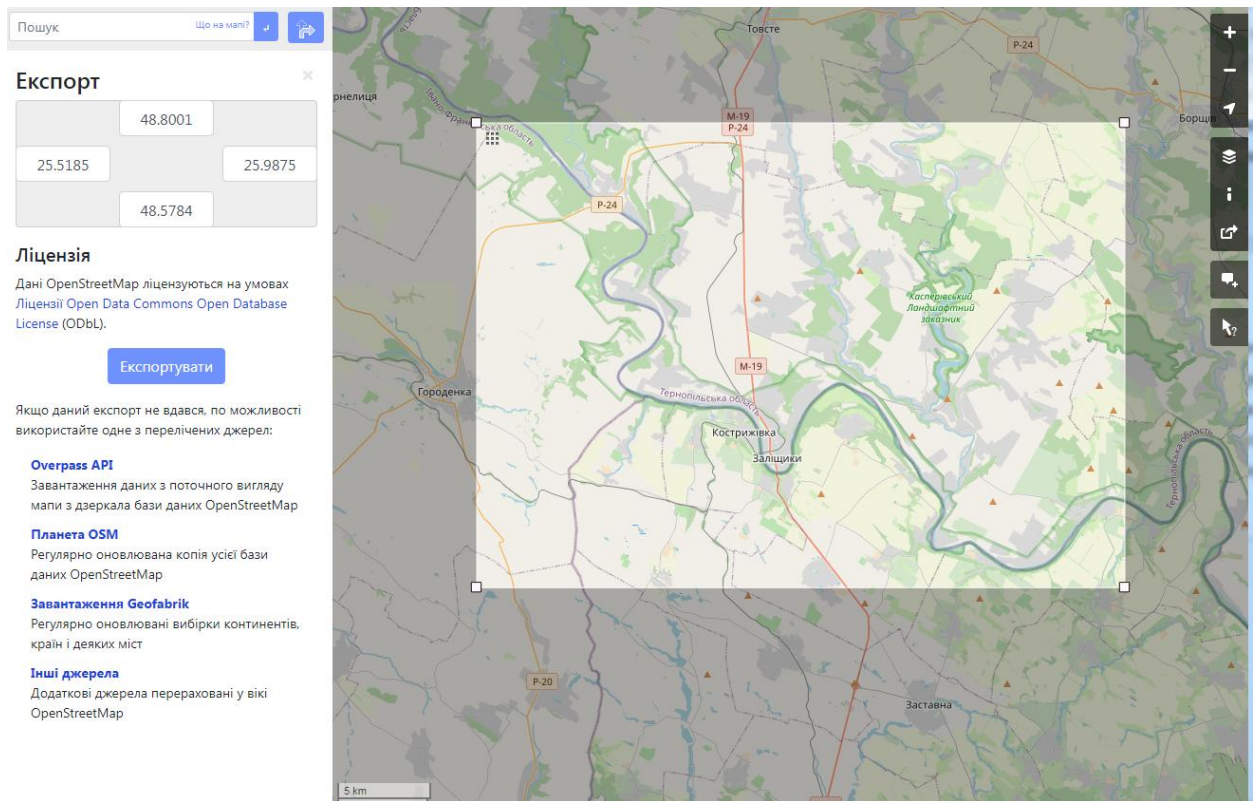 Пошук
Що на мапі?
Експорт
48.8001
25.5185
25.9875
48.5784
Ліцензія
Дані OpenStreetMap ліцензуються на умовах
Ліцензії Open Data Commons Open Database
License (ODbL).
Експортувати
Якщо даний експорт не вдався, по можливості
використайте одне з перелічених джерел:
Overpass API
Завантаження даних з поточного вигляду
мапи з дзеркала бази даних OpenStreetMap
Планета OSM
Регулярно оновлювана копія усієї бази
даних OpenStreetMap
Завантаження Geofabrik
Регулярно оновлювані вибірки континентів,
країн і деяких міст
Інші джерела
Додаткові джерела перераховані у вікі
OpenStreetMap
Товсте
Р-24
рнелиця
М-19
Р-24
Борщів
Р-24
Касперівський
Ландшафтний
заказник
М-19
Городенка
Тернопільська область
Кострижівка
Заліщики
Тернопільська область
Р-20
Заставна
5 km